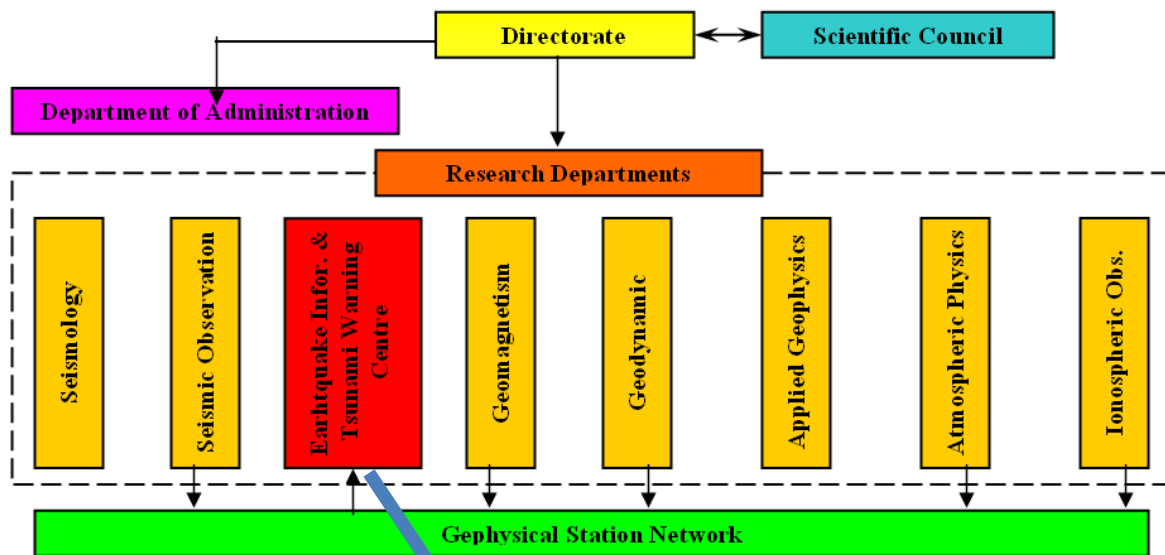 Directorate
Scientific Council
Department of Administration
Research Departments
Seismology
Seismic Observation
Earhtquake Infor. &
Tsunami Warning
Centre
Geomagnetism
Geodynamic
Applied Geophysics
Atmospheric Physics
Ionospheric Obs.
Gephysical Station Network